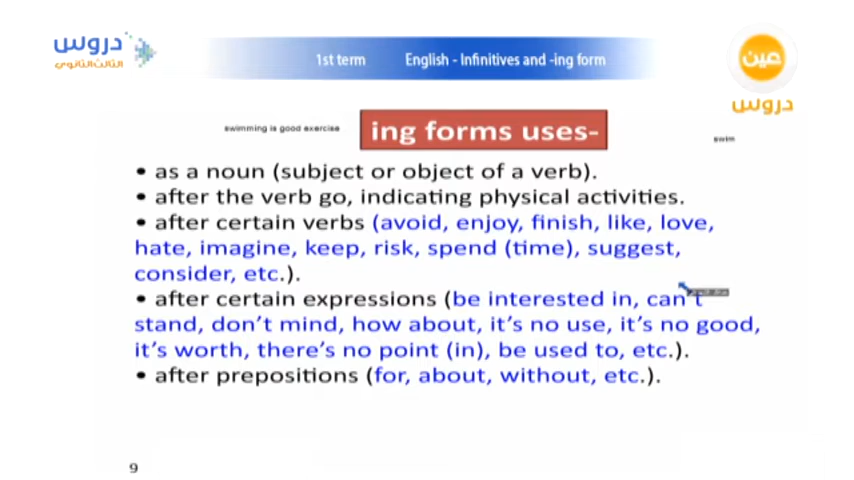 دروس
الثالث الثانوي
1st term English - Infinitives and -ing form
عين
دروس
swimming is good exercise
ing forms uses-
swim
• as a noun (subject or object of a verb).
• after the verb go, indicating physical activities.
• after certain verbs (avoid, enjoy, finish, like, love,
hate, imagine, keep, risk, spend (time), suggest,
consider, etc.).
• after certain expressions (be interested in, can't
stand, don't mind, how about, it's no use, it's no good,
it's worth, there's no point (in), be used to, etc.).
• after prepositions (for, about, without, etc.).
9